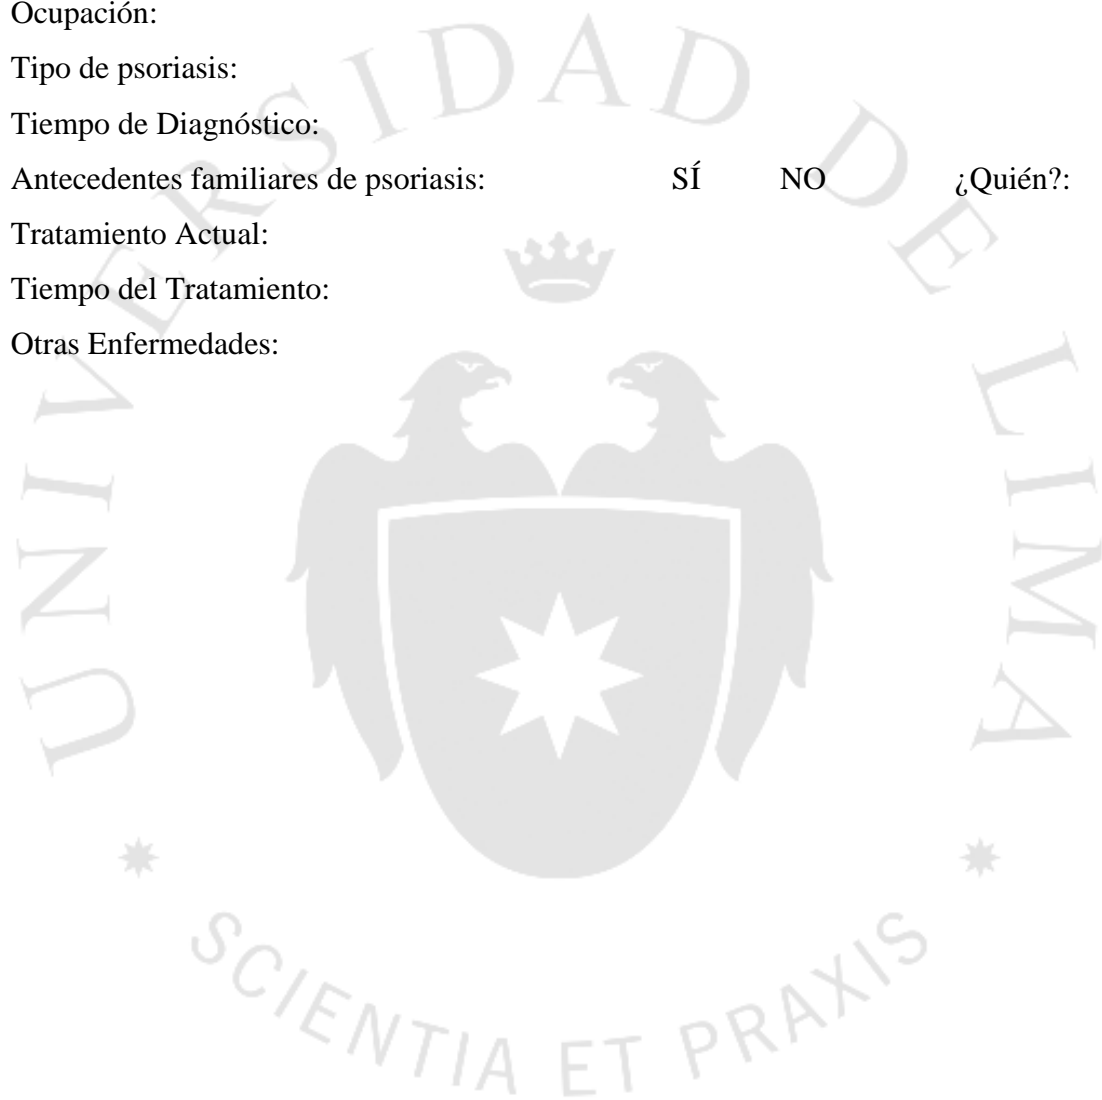 Ocupación:
Tipo de psoriasis:
Tiempo de Diagnóstico:
Antecedentes familiares de psoriasis: SÍ NO ¿Quién?:
Tratamiento Actual:
Tiempo del Tratamiento:
Otras Enfermedades:
UNIVERSIDAD DE LIMA
SCIENTIA ET PRAXIS